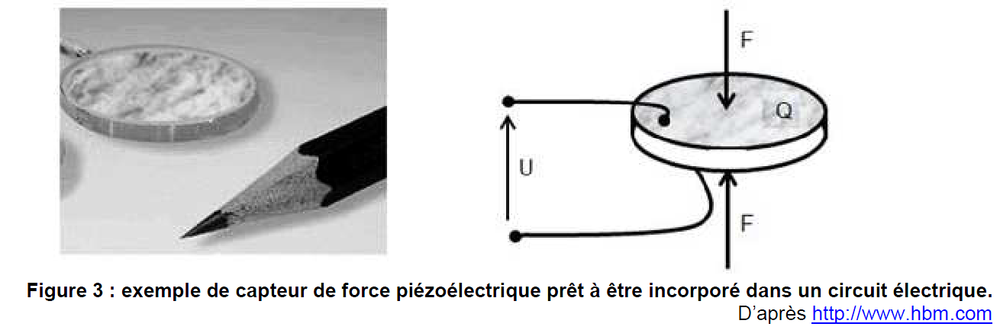 F
Q
U
F
Figure 3 : exemple de capteur de force piézoélectrique prêt à être incorporé dans un circuit électrique.
D’après http://www.hbm.com